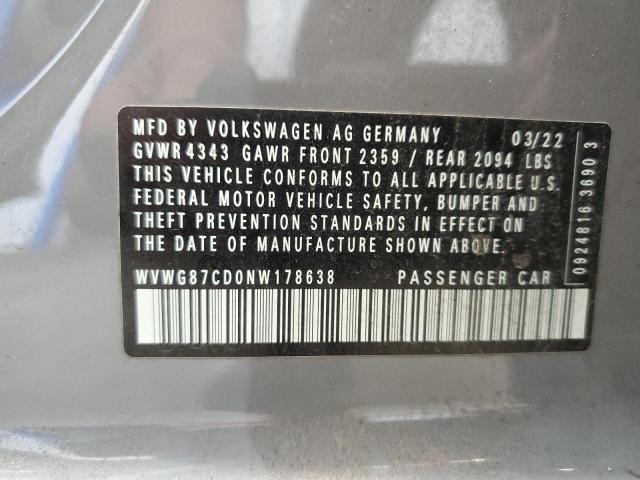 MFD BY VOLKSWAGEN AG GERMANY 03/22
GVWR 4343 GAWR FRONT 2359 / REAR 2094 LBS
THIS VEHICLE CONFORMS TO ALL APPLICABLE U.S.
FEDERAL MOTOR VEHICLE SAFETY, BUMPER AND
THEFT PREVENTION STANDARDS IN EFFECT ON
THE DATE OF MANUFACTURE SHOWN ABOVE.
WVWG87CD0NW178638 PASSENGER CAR
0924816 3690 3